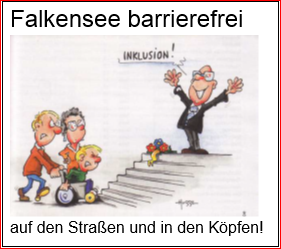 Falkensee barrierefrei
INKLUSION!
auf den Straßen und in den Köpfen!